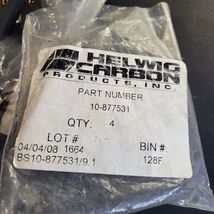 HELWIG
CARBON
PRODUCTS, INC.
PART NUMBER
10-877531
QTY: 4
LOT#
04/04/08 1664 BIN#
BS10-877531/9.1 128F